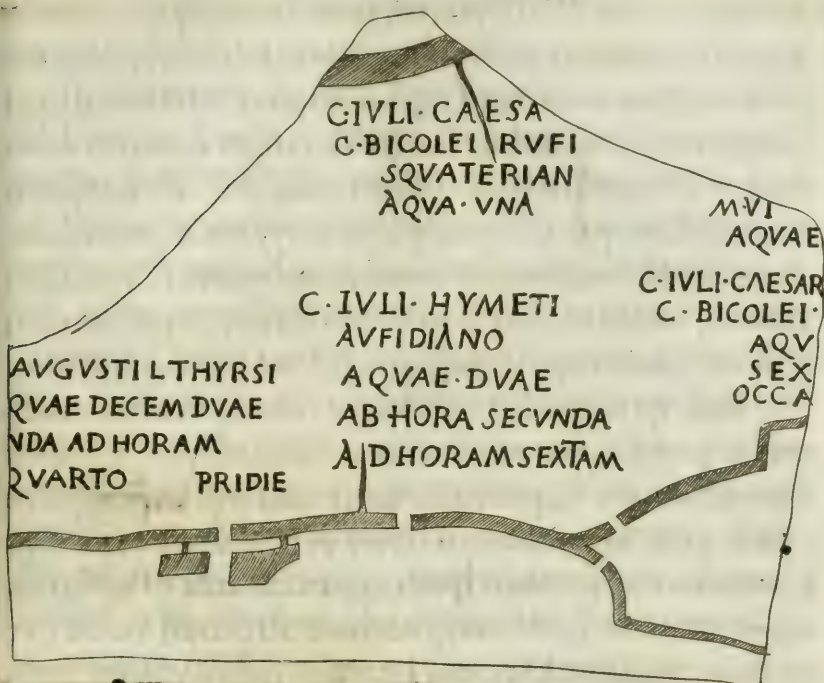 C·IVLI·CAESA
C·BICOLEI RVFI
SQVATERIAN
AQVA·VNA
M·VI
AQVAE
C·IVLI·CAESAR
C·BICOLEI·
AQV
SEX
OCCA
C·IVLI·HYMETI
AVFIDIANO
AQVAE·DVAE
AB HORA SECVNDA
AD HORAM SEXTAM
AVGVSTI L THYRSI
QVAE DECEM DVAE
NDA AD HORAM
QVARTO PRIDIE